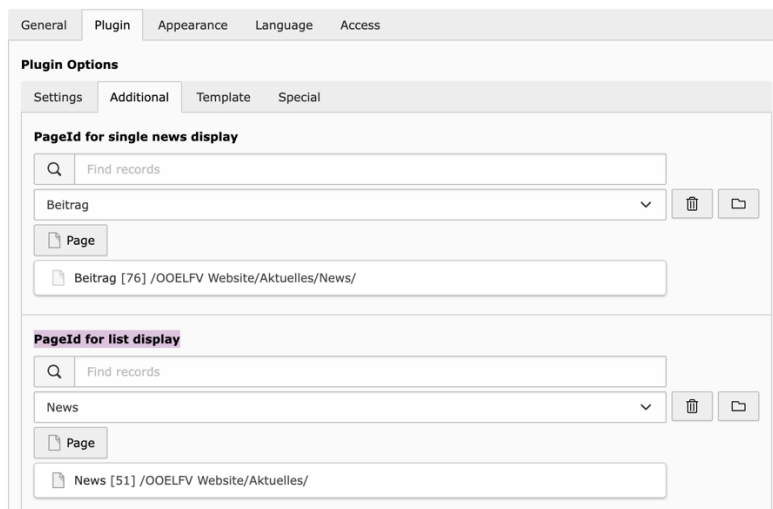 General Plugin Appearance Language Access
Plugin Options
Settings Additional Template Special
PageId for single news display
Find records
Beitrag
Page
Beitrag [76] /OOELFV Website/Aktuelles/News/
PageId for list display
Find records
News
Page
News [51] /OOELFV Website/Aktuelles/